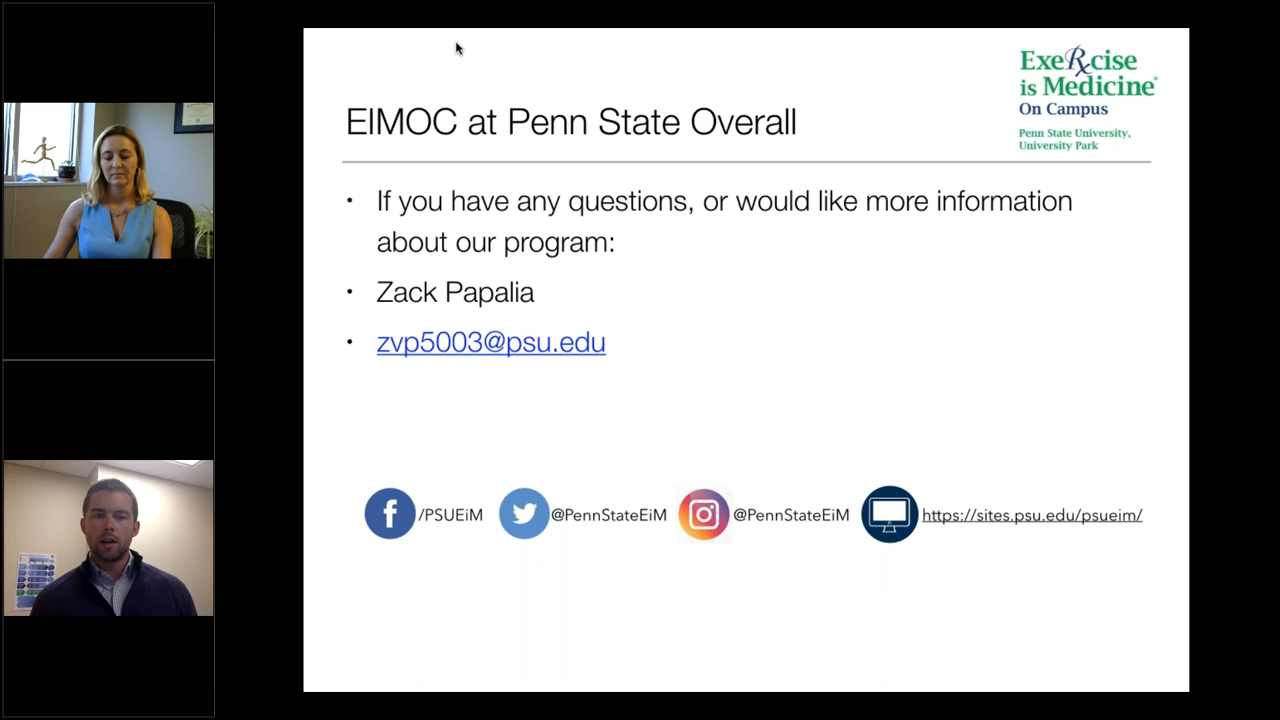 ExeRxcise
is Medicine®
On Campus
Penn State University,
University Park
EIMOC at Penn State Overall
• If you have any questions, or would like more information
about our program:
• Zack Papalia
• zvp5003@psu.edu
/PSUEiM @PennStateEiM @PennStateEiM https://sites.psu.edu/psueim/